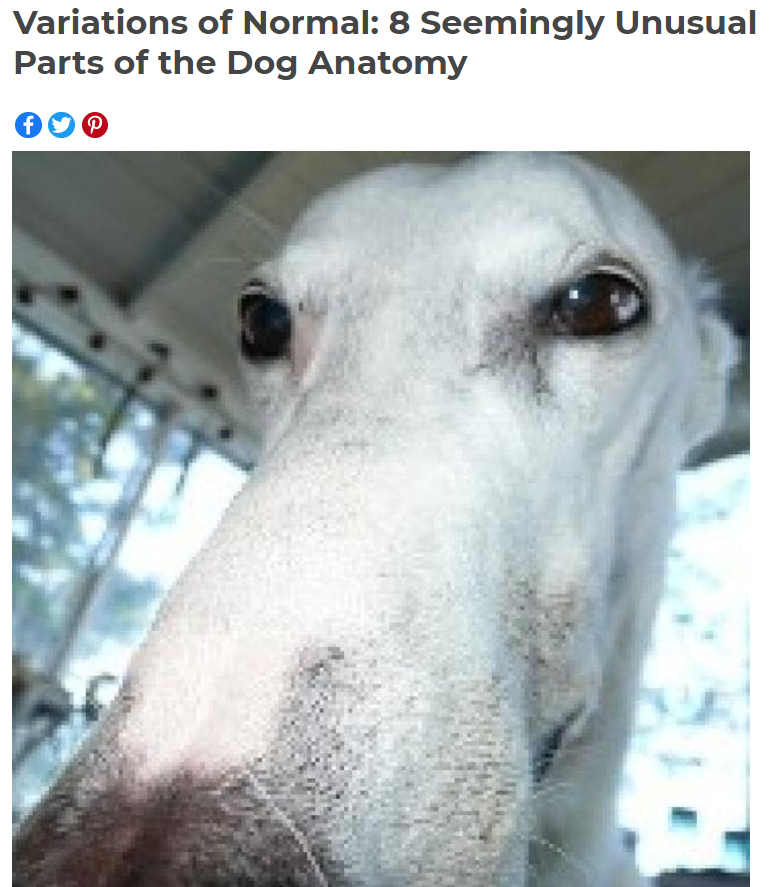 Variations of Normal: 8 Seemingly Unusual
Parts of the Dog Anatomy